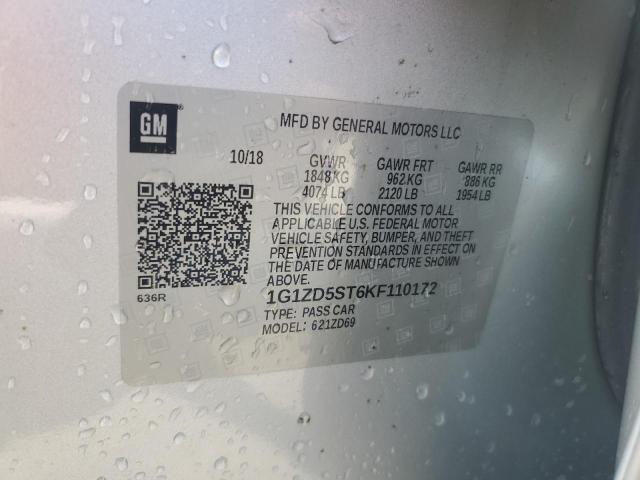 GM
MFD BY GENERAL MOTORS LLC
10/18 GVWR GAWR FRT GAWR RR
1848 KG 962 KG 886 KG
4074 LB 2120 LB 1954 LB
THIS VEHICLE CONFORMS TO ALL
APPLICABLE U.S. FEDERAL MOTOR
VEHICLE SAFETY, BUMPER, AND THEFT
PREVENTION STANDARDS IN EFFECT ON
THE DATE OF MANUFACTURE SHOWN
ABOVE.
636R
1G1ZD5ST6KF110172
TYPE: PASS CAR
MODEL: 621ZD69